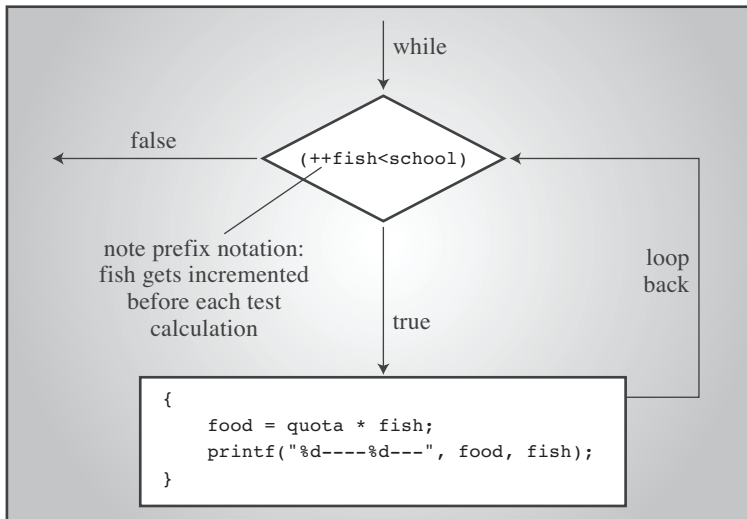 while
false
(++fish<school)
note prefix notation:
fish gets incremented
before each test
calculation
loop
back
true
{
food = quota * fish;
printf("%d----%d---", food, fish);
}